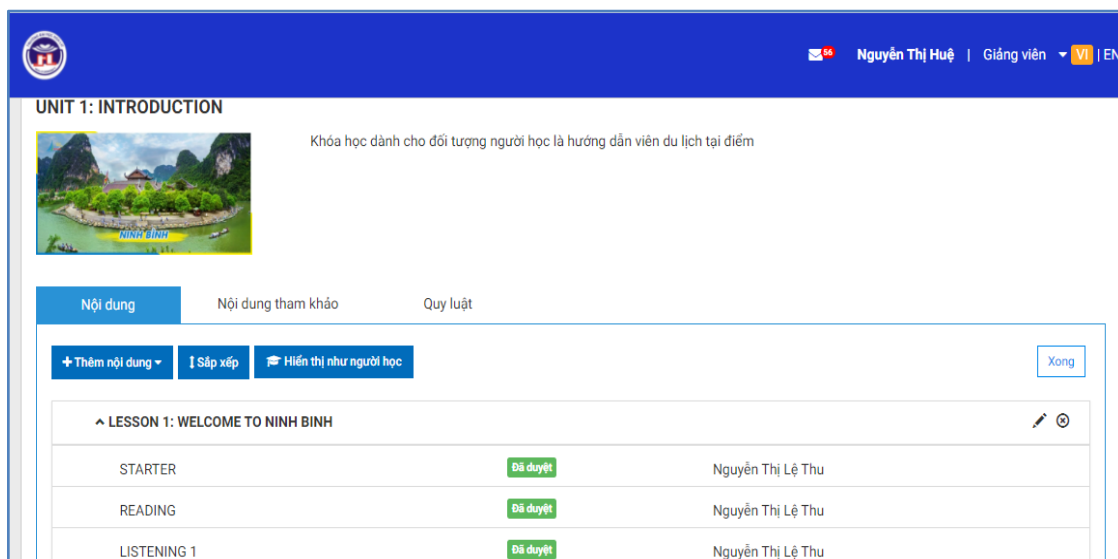 56 Nguyễn Thị Huệ | Giảng viên VI | EN
UNIT 1: INTRODUCTION
Khóa học dành cho đối tượng người học là hướng dẫn viên du lịch tại điểm
NINH BÌNH
Nội dung Nội dung tham khảo Quy luật
+ Thêm nội dung Sắp xếp Hiển thị như người học Xong
LESSON 1: WELCOME TO NINH BINH
STARTER Đã duyệt Nguyễn Thị Lệ Thu
READING Đã duyệt Nguyễn Thị Lệ Thu
LISTENING 1 Đã duyệt Nguyễn Thị Lệ Thu